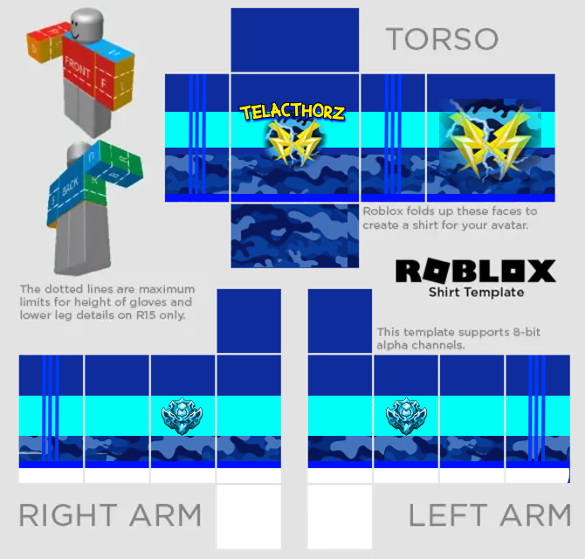 TORSO
FRONT
F
L
TELACTHORZ
BACK
Roblox folds up these faces to
create a shirt for your avatar.
ROBLOX
Shirt Template
The dotted lines are maximum
limits for height of gloves and
lower leg details on R15 only.
This template supports 8-bit
alpha channels.
RIGHT ARM
LEFT ARM